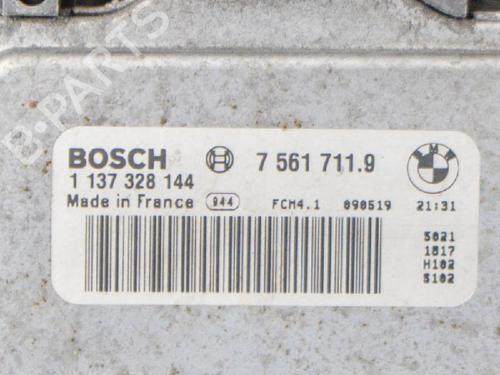 B-PARTS
BOSCH 7 561 711.9 BMW
1 137 328 144
Made in France 944 FCM4.1 090519 21:31
5021
1817
H102
5102